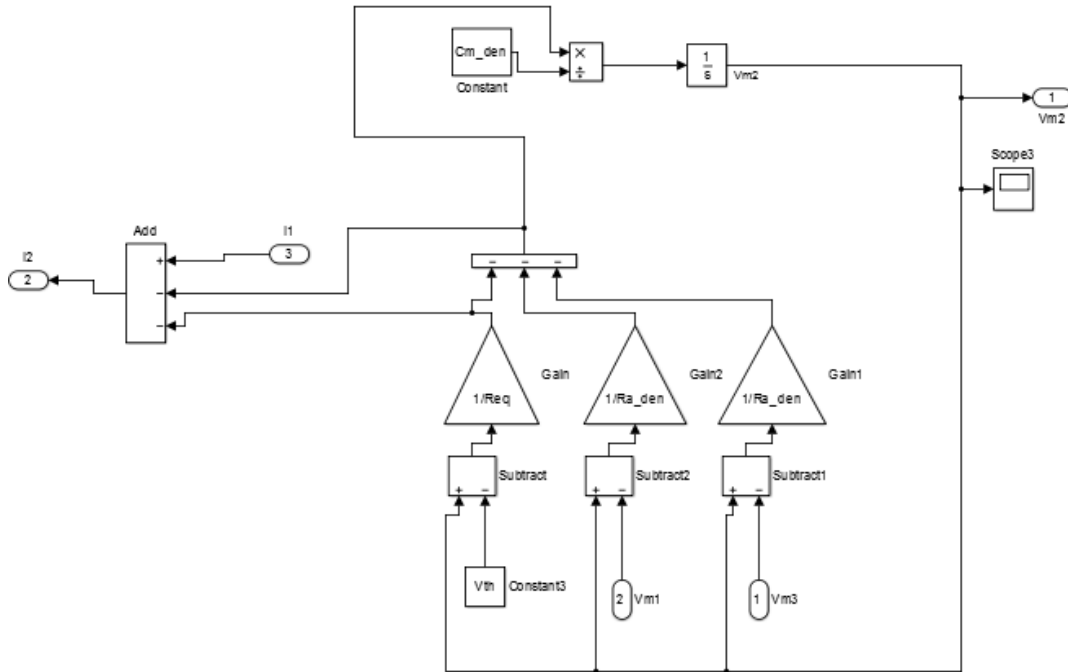 Cm_den
×
÷
Constant
1
s
Vm2
1
Vm2
Scope3
Add
I1
3
I2
2
+
−
−
− − −
Gain
1/Req
Gain2
1/Ra_den
Gain1
1/Ra_den
Subtract
+ −
Subtract2
+ −
Subtract1
+ −
Vth
Constant3
2
Vm1
1
Vm3